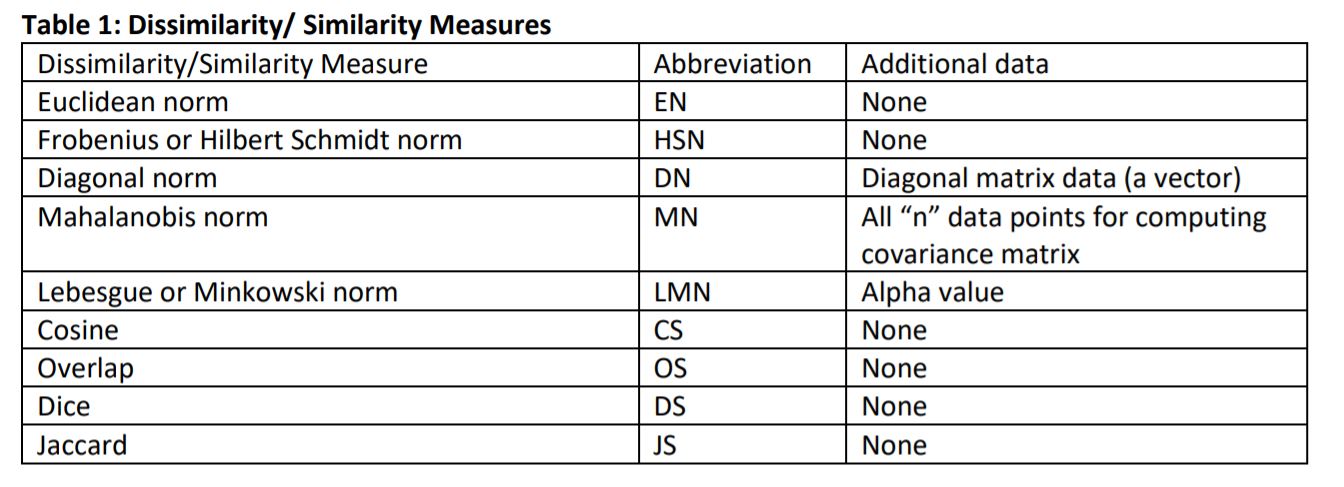 Table 1: Dissimilarity/ Similarity Measures
Dissimilarity/Similarity Measure Abbreviation Additional data
Euclidean norm EN None
Frobenius or Hilbert Schmidt norm HSN None
Diagonal norm DN Diagonal matrix data (a vector)
Mahalanobis norm MN All “n” data points for computing
covariance matrix
Lebesgue or Minkowski norm LMN Alpha value
Cosine CS None
Overlap OS None
Dice DS None
Jaccard JS None